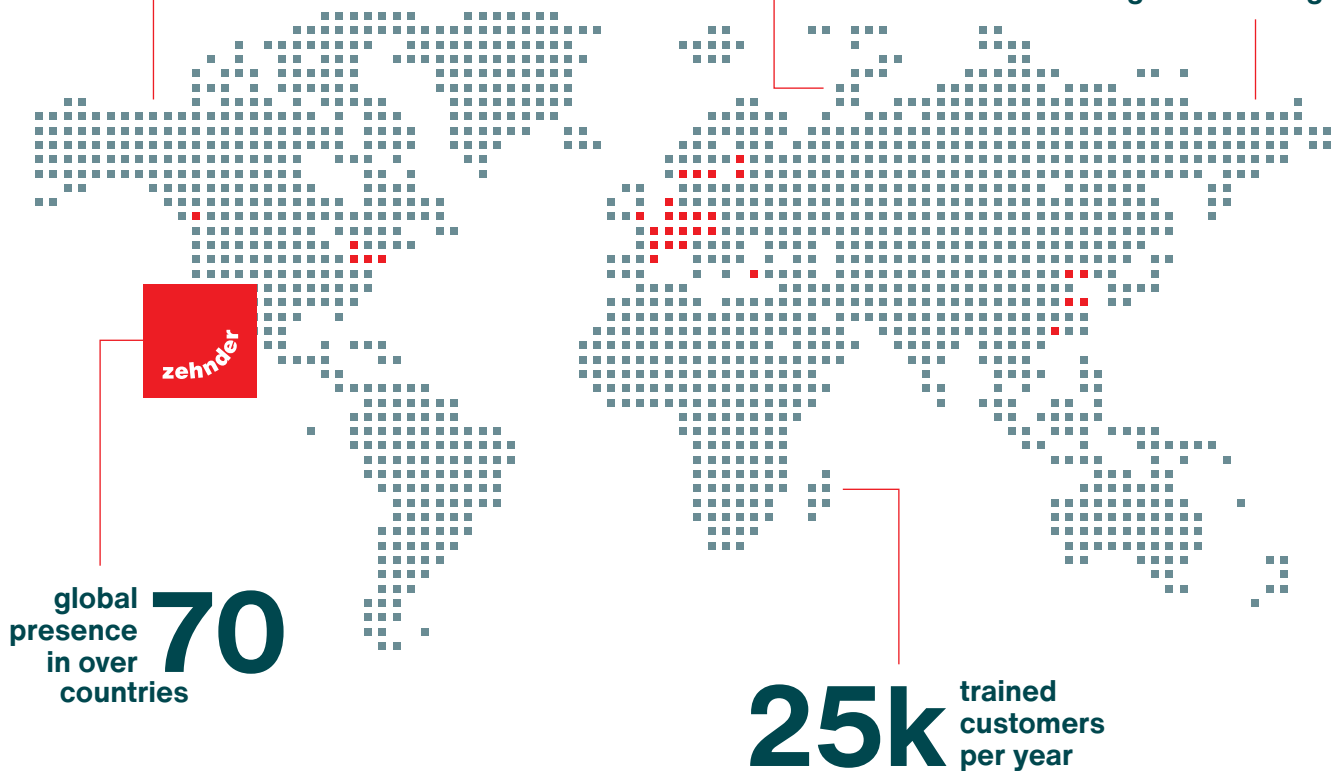 zehnder
global
presence
in over
countries
70
25k
trained
customers
per year